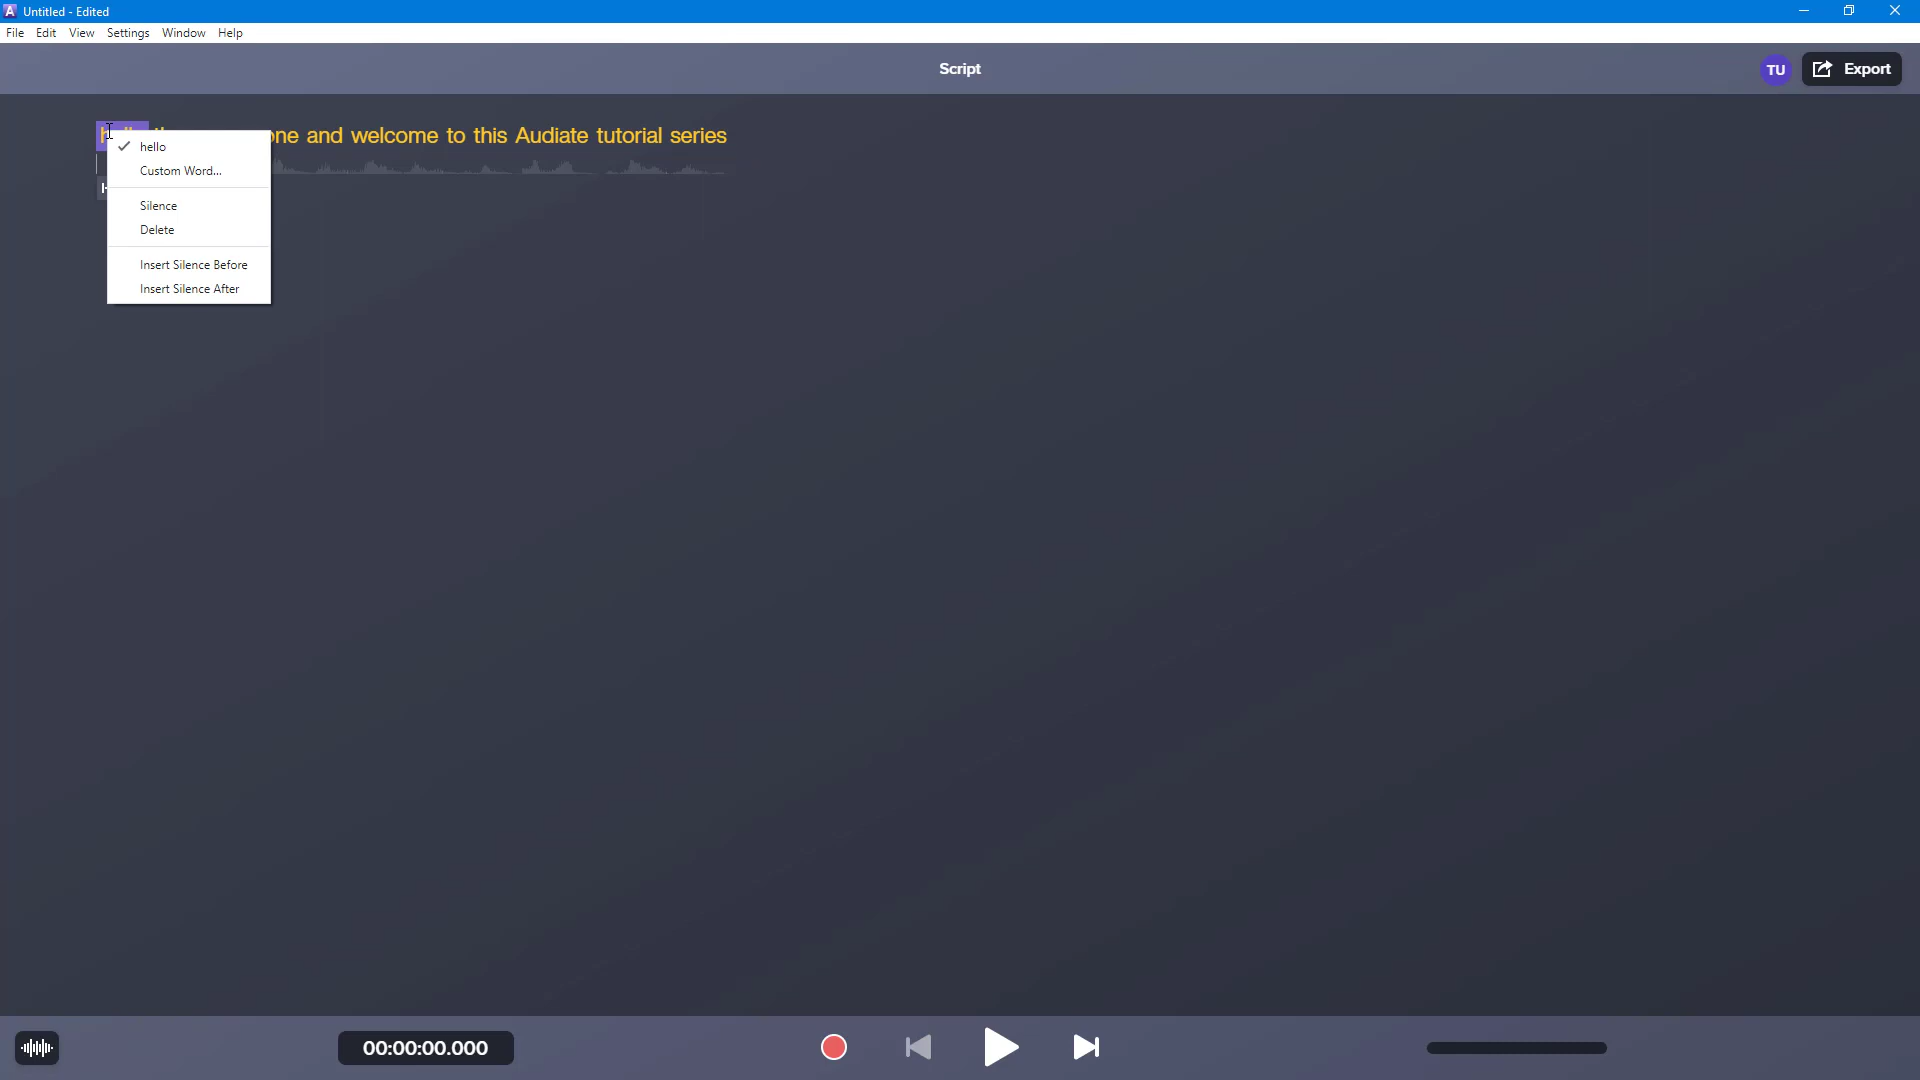 Untitled - Edited
File Edit View Settings Window Help
Script
TU
Export
and welcome to this Audiate tutorial series
hello
Custom Word...
Silence
Delete
Insert Silence Before
Insert Silence After
00:00:00.000